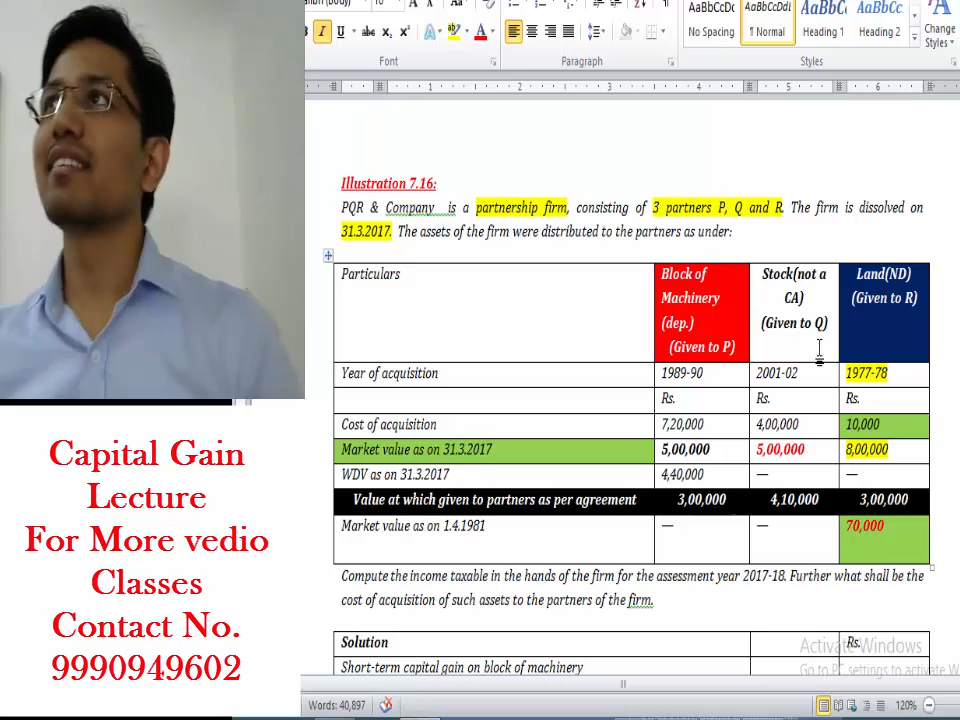 No Spacing
¶ Normal
Heading 1
Heading 2
Change
Styles
Font
Paragraph
Styles
Illustration 7.16:
PQR & Company is a partnership firm, consisting of 3 partners P, Q and R. The firm is dissolved on
31.3.2017. The assets of the firm were distributed to the partners as under:
Particulars
Block of Machinery (dep.) (Given to P)
Stock(not a CA) (Given to Q)
Land(ND) (Given to R)
Year of acquisition 1989-90 2001-02 1977-78
Rs. Rs. Rs.
Cost of acquisition 7,20,000 4,00,000 10,000
Market value as on 31.3.2017 5,00,000 5,00,000 8,00,000
WDV as on 31.3.2017 4,40,000 — —
Value at which given to partners as per agreement 3,00,000 4,10,000 3,00,000
Market value as on 1.4.1981 — — 70,000
Compute the income taxable in the hands of the firm for the assessment year 2017-18. Further what shall be the
cost of acquisition of such assets to the partners of the firm.
Solution Rs.
Short-term capital gain on block of machinery
Activate Windows
Go to PC settings to activate
Words: 40,897
120%
Capital Gain
Lecture
For More vedio
Classes
Contact No.
9990949602